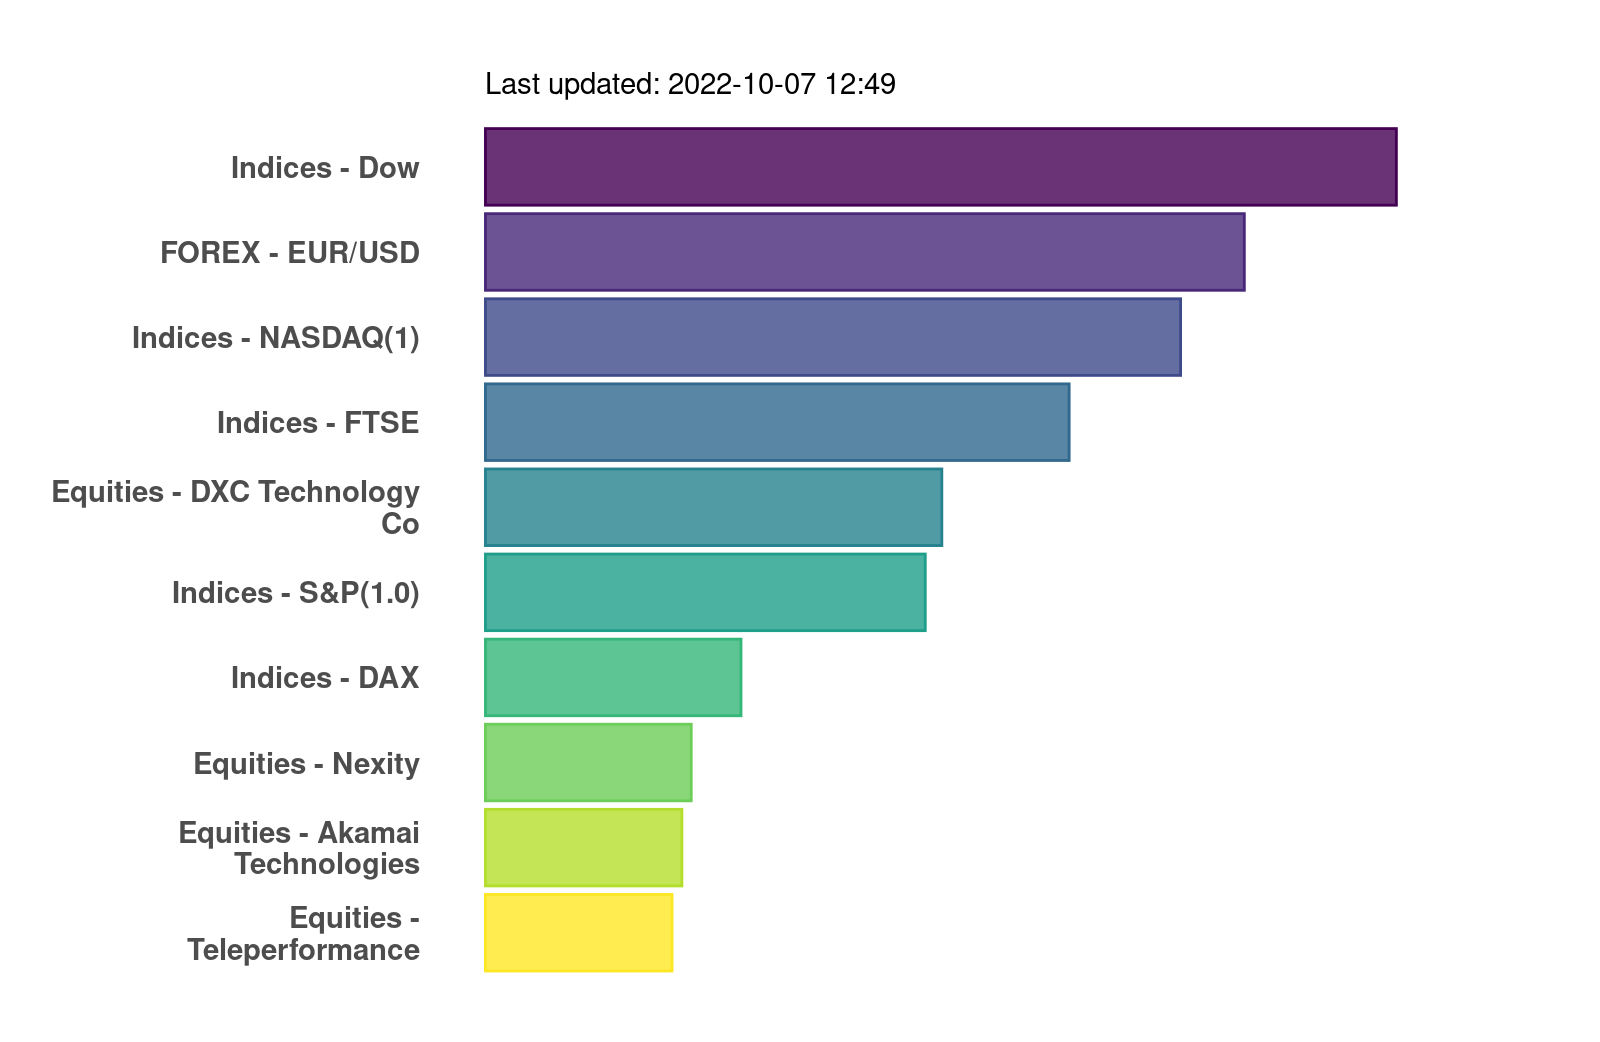 Last updated: 2022-10-07 12:49
Indices - Dow
FOREX - EUR/USD
Indices - NASDAQ(1)
Indices - FTSE
Equities - DXC Technology
Co
Indices - S&P(1.0)
Indices - DAX
Equities - Nexity
Equities - Akamai
Technologies
Equities -
Teleperformance